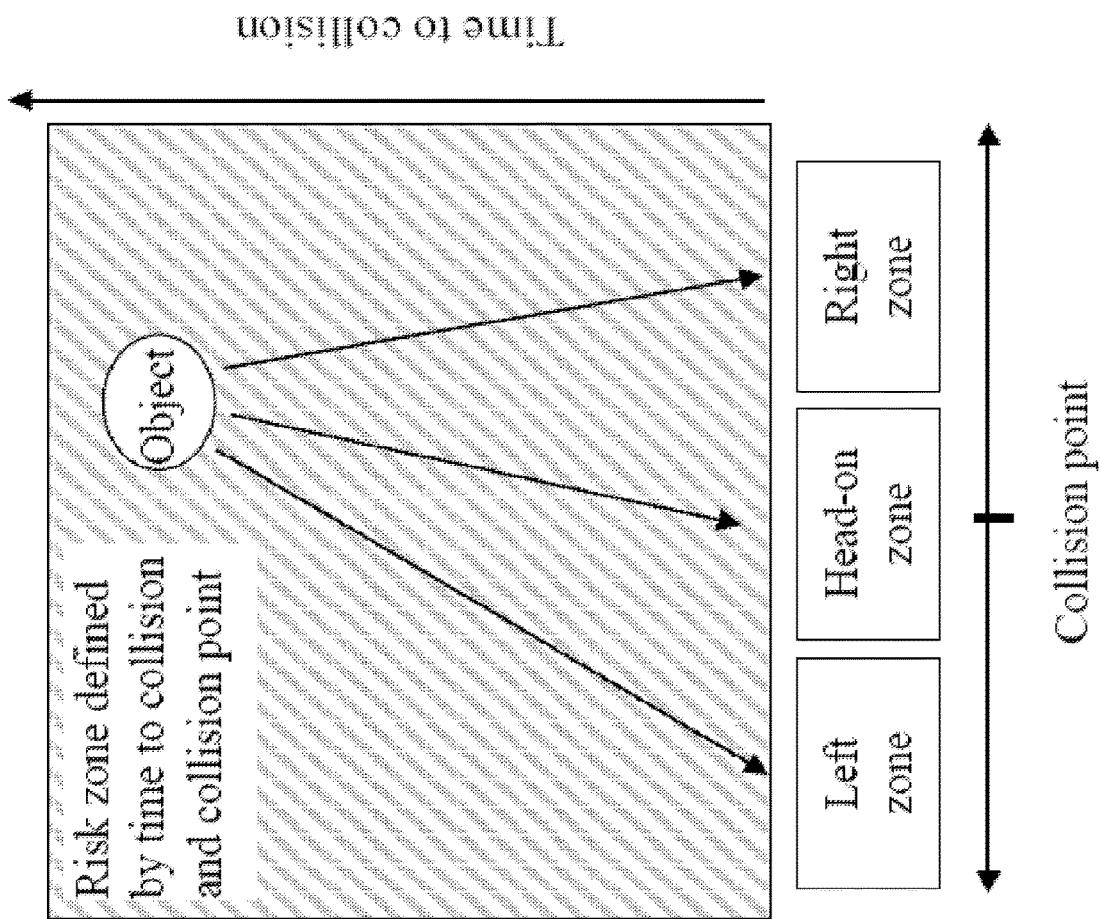 Time to collision
Risk zone defined
by time to collision
and collision point
Object
Left
zone
Head-on
zone
Right
zone
Collision point